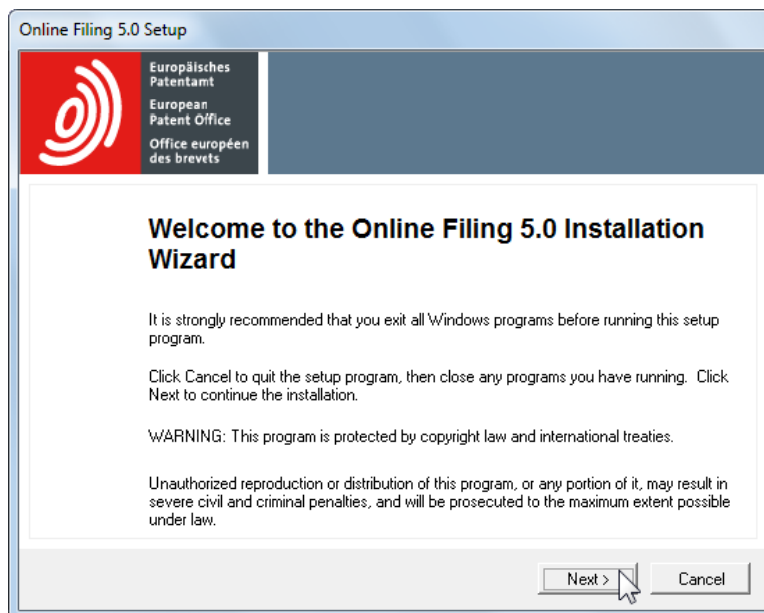 Online Filing 5.0 Setup
Europäisches
Patentamt
European
Patent Office
Office européen
des brevets
Welcome to the Online Filing 5.0 Installation
Wizard
It is strongly recommended that you exit all Windows programs before running this setup
program.
Click Cancel to quit the setup program, then close any programs you have running. Click
Next to continue the installation.
WARNING: This program is protected by copyright law and international treaties.
Unauthorized reproduction or distribution of this program, or any portion of it, may result in
severe civil and criminal penalties, and will be prosecuted to the maximum extent possible
under law.
Next > Cancel